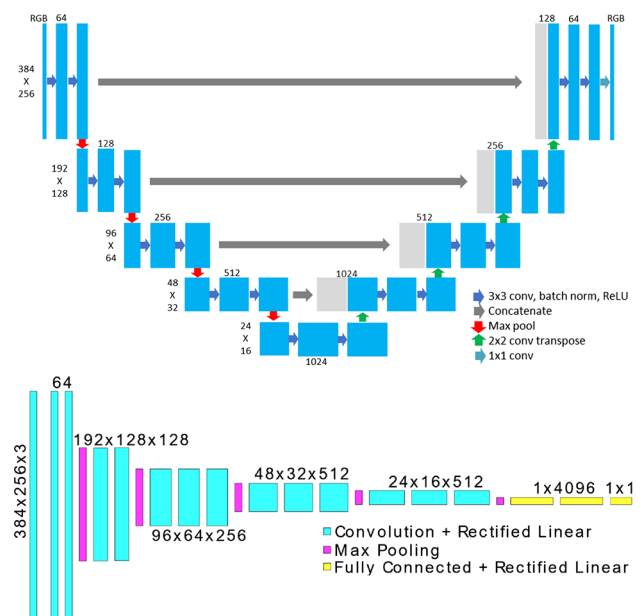 RGB
64
384
X
256
128
64
RGB
192
X
128
128
256
96
X
64
256
512
48
X
32
512
1024
24
X
16
1024
3x3 conv, batch norm, ReLU
Concatenate
Max pool
2x2 conv transpose
1x1 conv
384x256x3
64
192x128x128
96x64x256
48x32x512
24x16x512
1x4096
1x1
Convolution + Rectified Linear
Max Pooling
Fully Connected + Rectified Linear